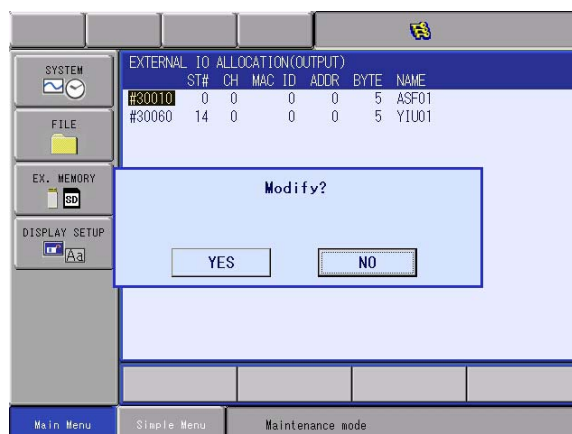 SYSTEM
FILE
EX. MEMORY
SD
DISPLAY SETUP
Aa
EXTERNAL IO ALLOCATION(OUTPUT)
ST# CH MAC ID ADDR BYTE NAME
#30010 0 0 0 0 5 ASF01
#30060 14 0 0 0 5 YIU01
Modify?
YES NO
Main Menu Simple Menu Maintenance mode